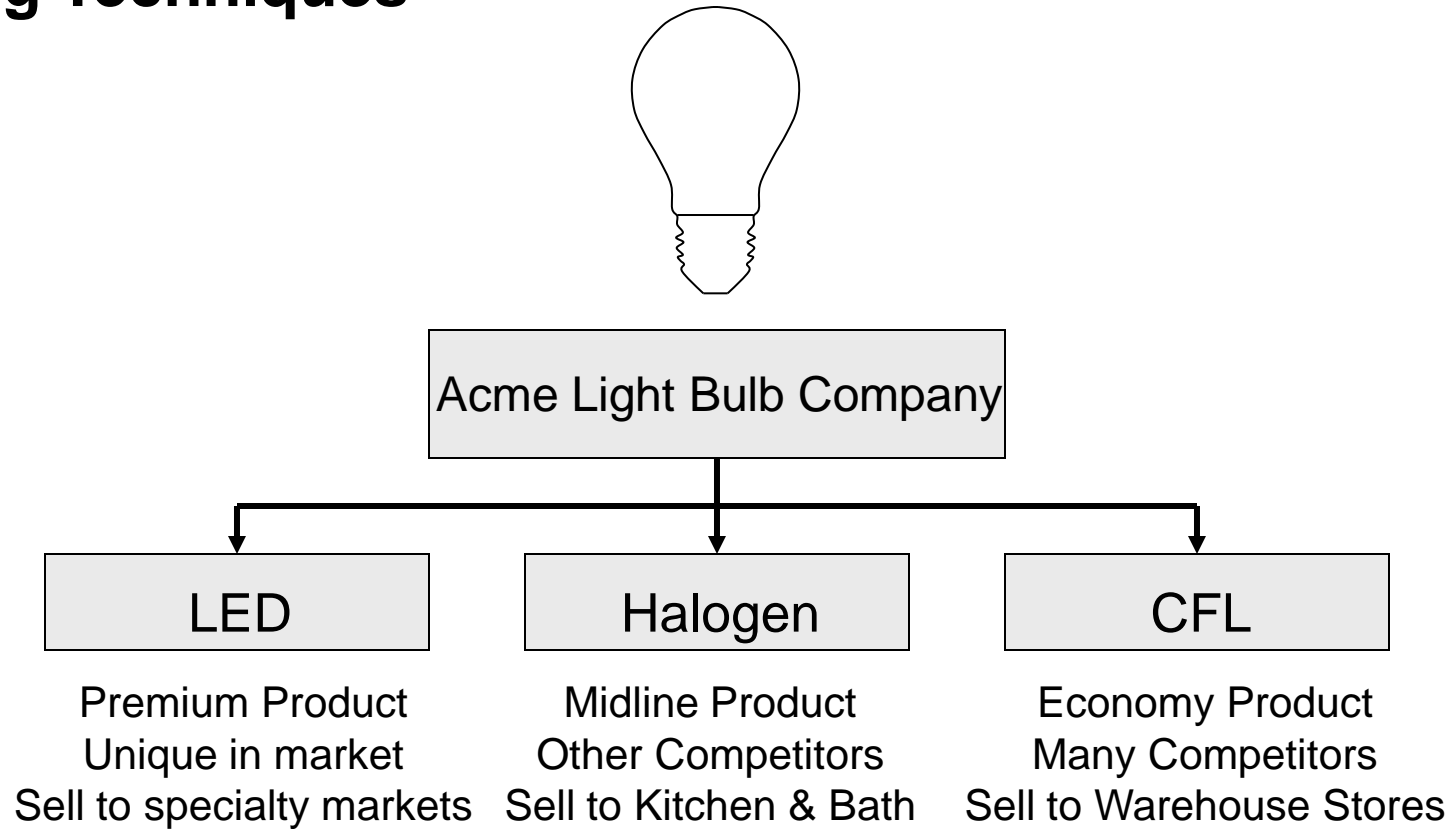 g Techniques
Acme Light Bulb Company
LED
Halogen
CFL
Premium Product
Unique in market
Sell to specialty markets
Midline Product
Other Competitors
Sell to Kitchen & Bath
Economy Product
Many Competitors
Sell to Warehouse Stores